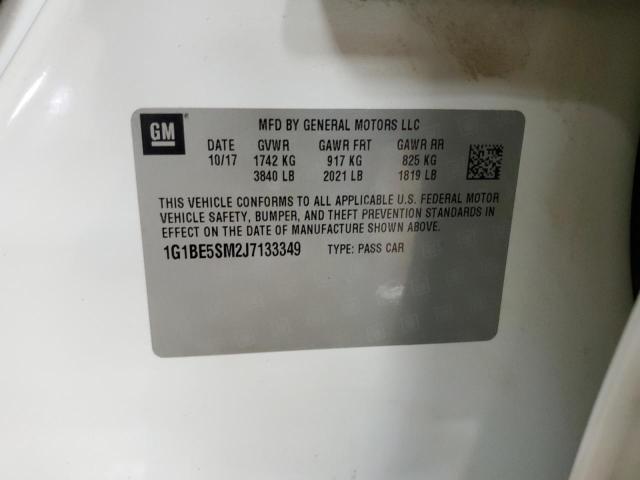 GM
MFD BY GENERAL MOTORS LLC
DATE GVWR GAWR FRT GAWR RR
10/17 1742 KG 917 KG 825 KG
3840 LB 2021 LB 1819 LB
THIS VEHICLE CONFORMS TO ALL APPLICABLE U.S. FEDERAL MOTOR
VEHICLE SAFETY, BUMPER, AND THEFT PREVENTION STANDARDS IN
EFFECT ON THE DATE OF MANUFACTURE SHOWN ABOVE.
1G1BE5SM2J7133349 TYPE: PASS CAR